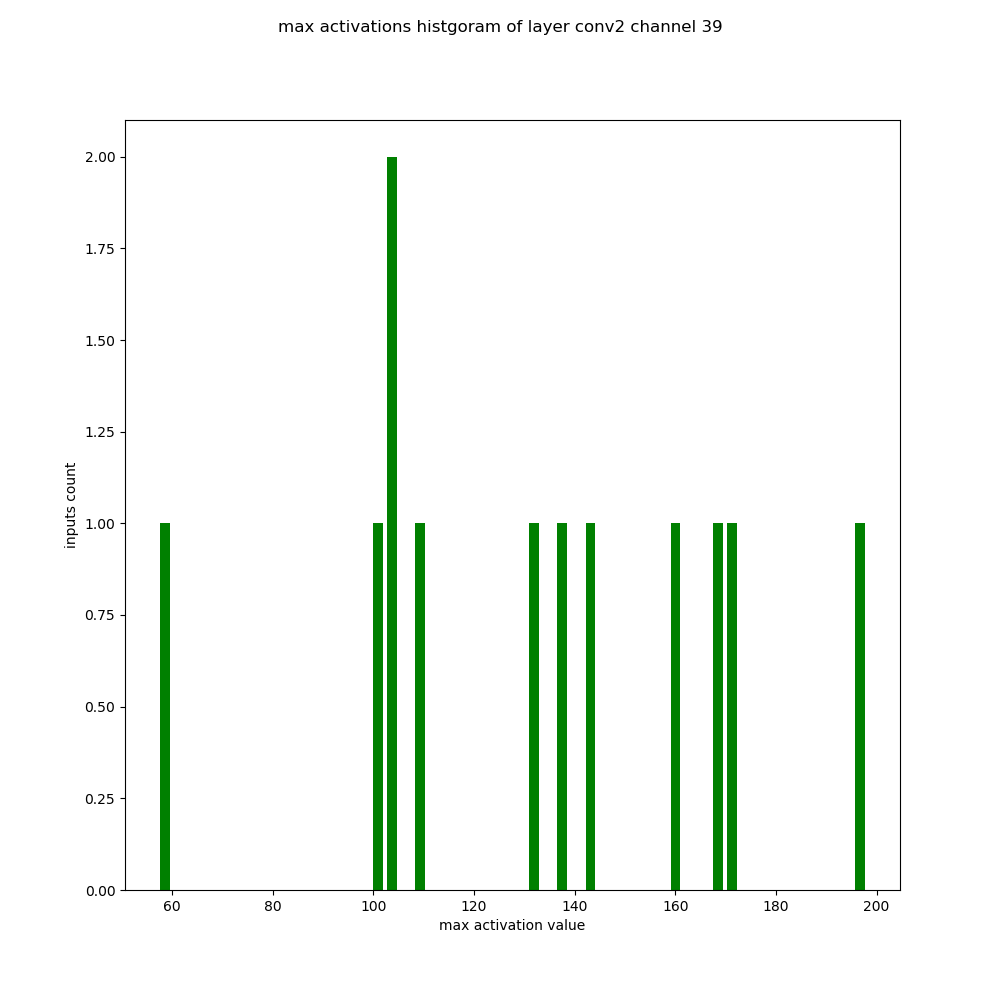 max activations histgoram of layer conv2 channel 39
2.00
1.75
1.50
1.25
1.00
0.75
0.50
0.25
0.00
inputs count
60 80 100 120 140 160 180 200
max activation value